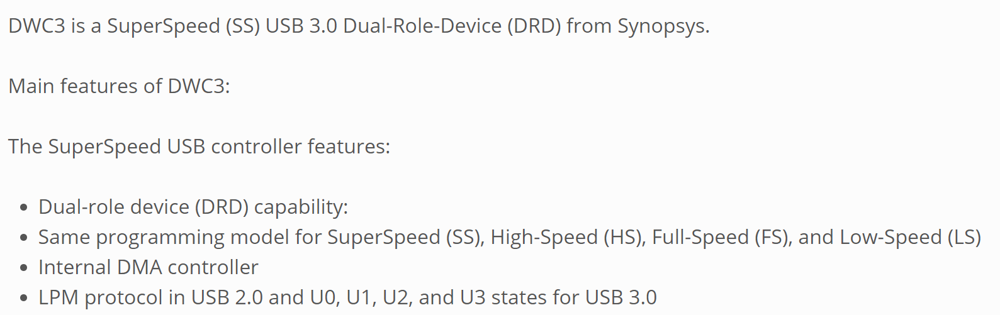 DWC3 is a SuperSpeed (SS) USB 3.0 Dual-Role-Device (DRD) from Synopsys.
Main features of DWC3:
The SuperSpeed USB controller features:
• Dual-role device (DRD) capability:
• Same programming model for SuperSpeed (SS), High-Speed (HS), Full-Speed (FS), and Low-Speed (LS)
• Internal DMA controller
• LPM protocol in USB 2.0 and U0, U1, U2, and U3 states for USB 3.0